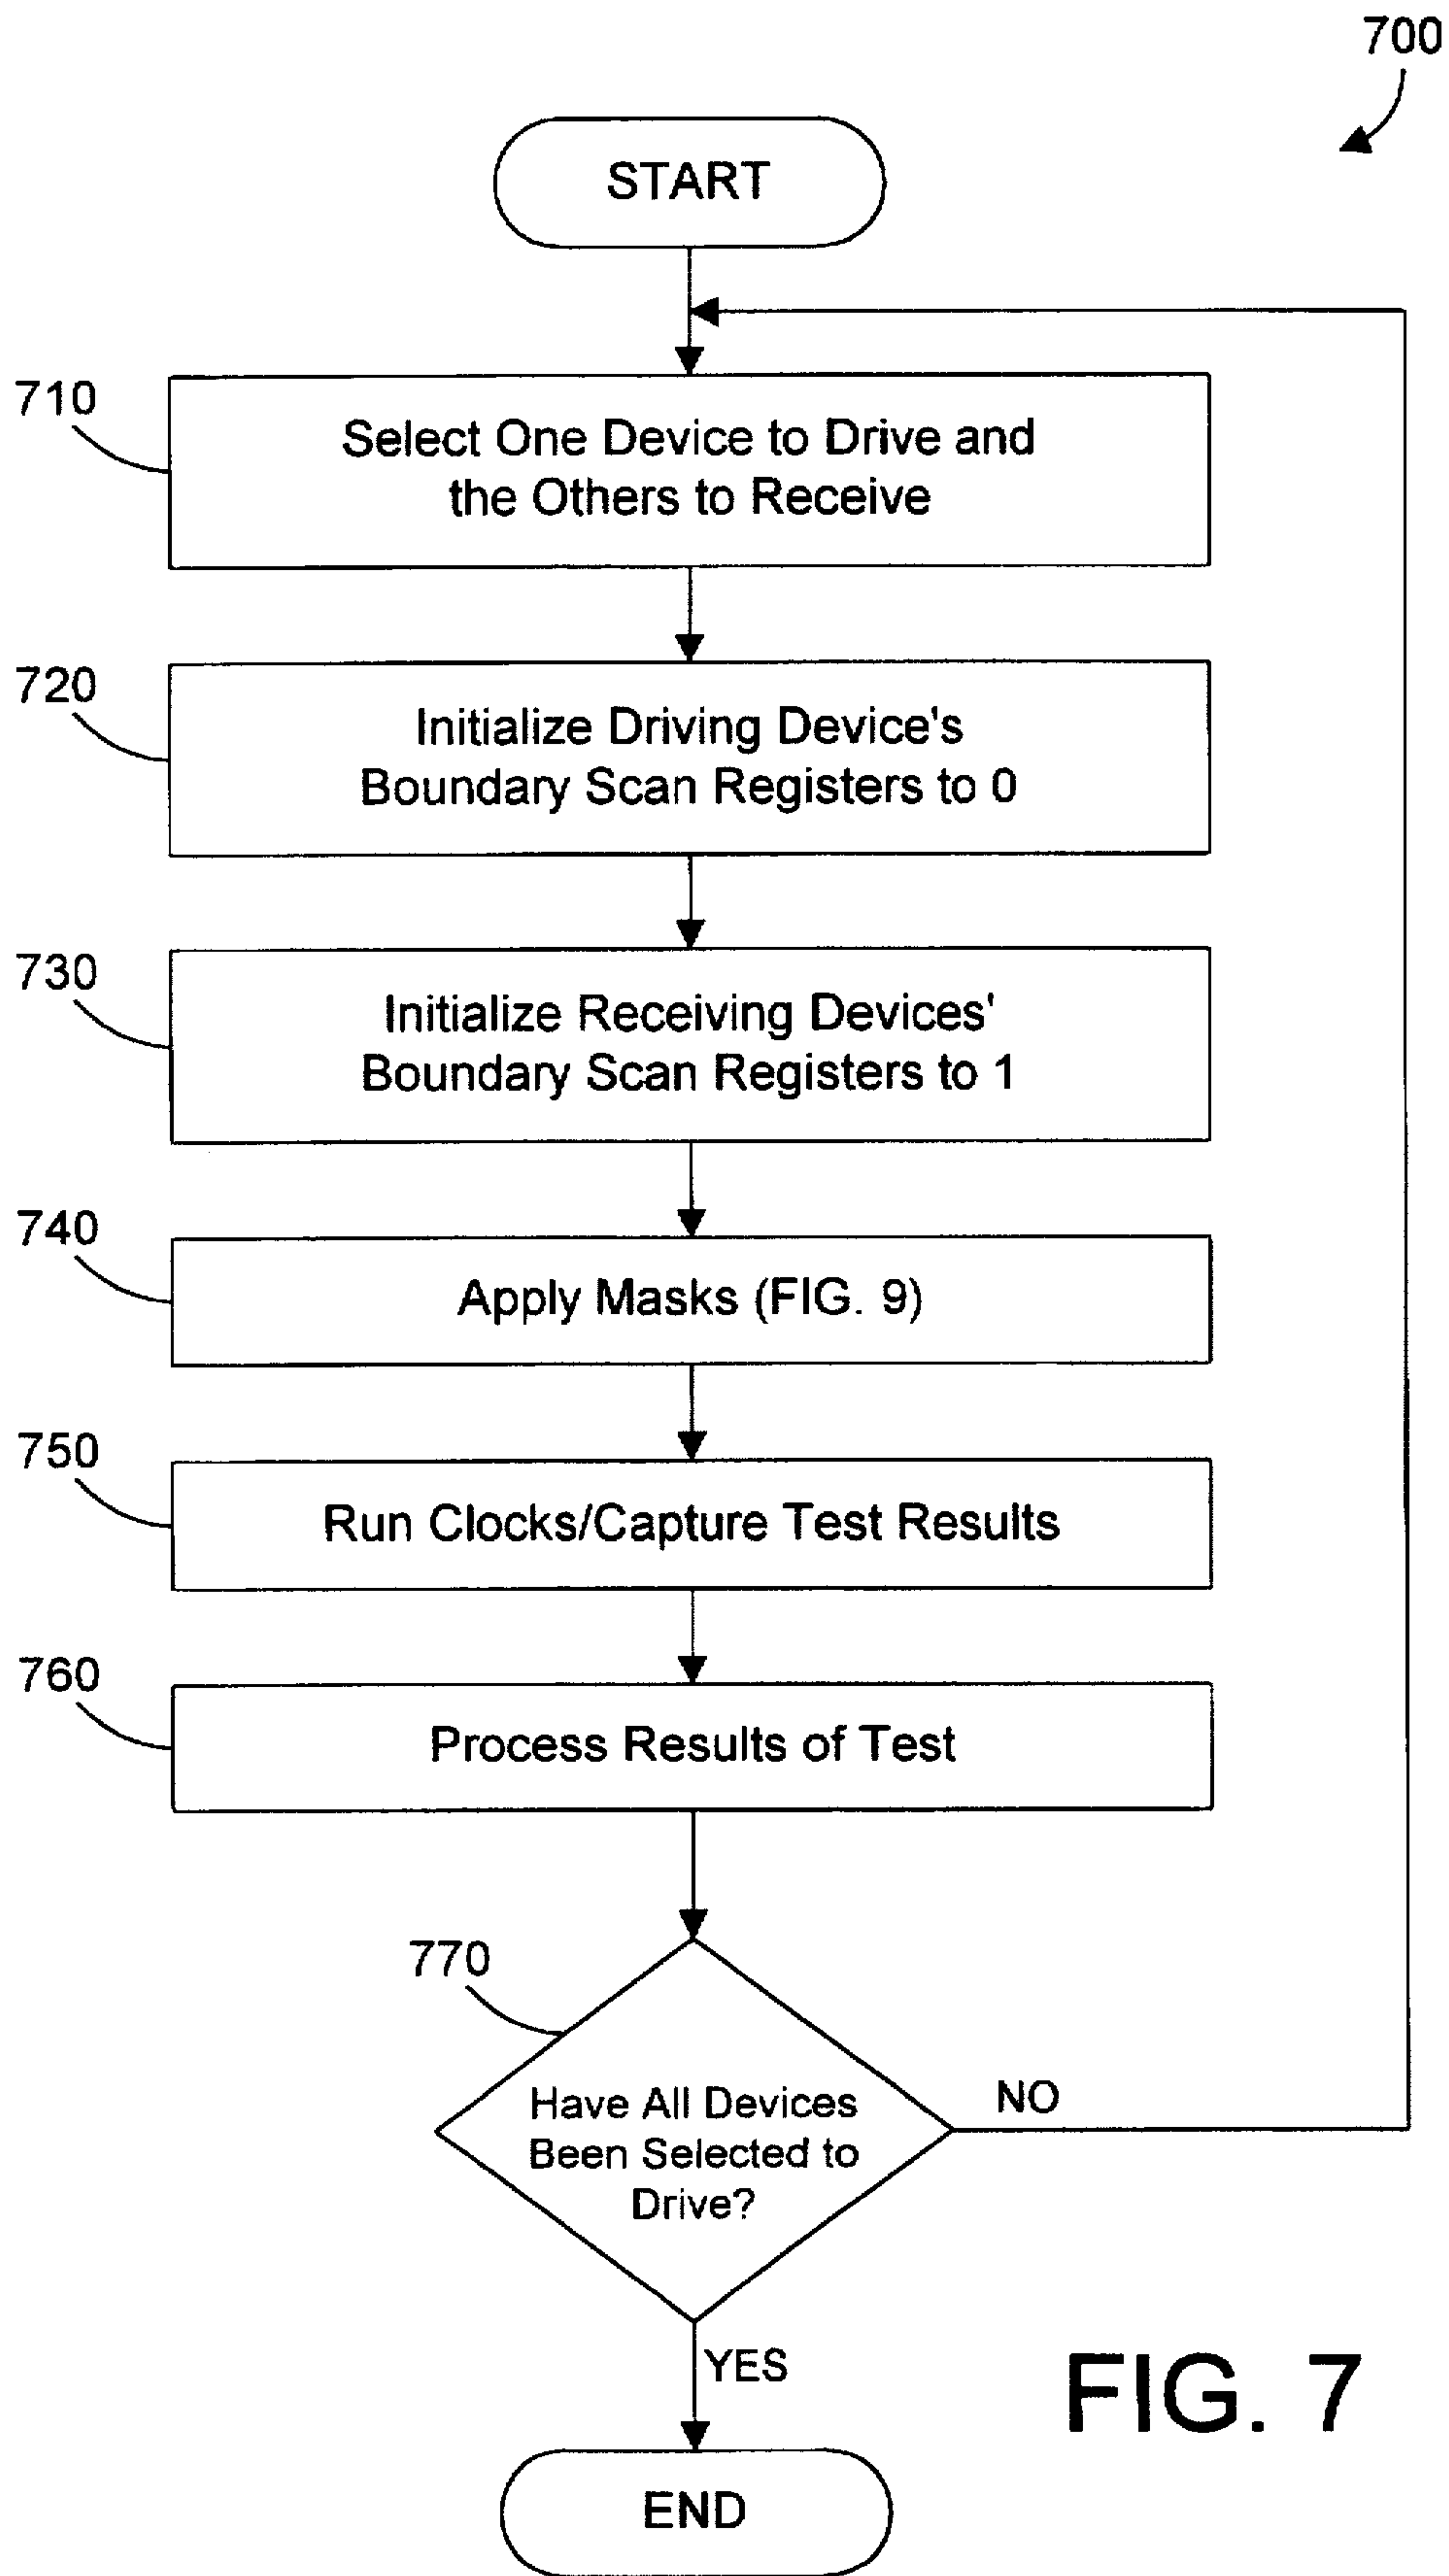 700
START
710
Select One Device to Drive and
the Others to Receive
720
Initialize Driving Device's
Boundary Scan Registers to 0
730
Initialize Receiving Devices'
Boundary Scan Registers to 1
740
Apply Masks (FIG. 9)
750
Run Clocks/Capture Test Results
760
Process Results of Test
770
Have All Devices
Been Selected to
Drive?
NO
YES
FIG. 7
END